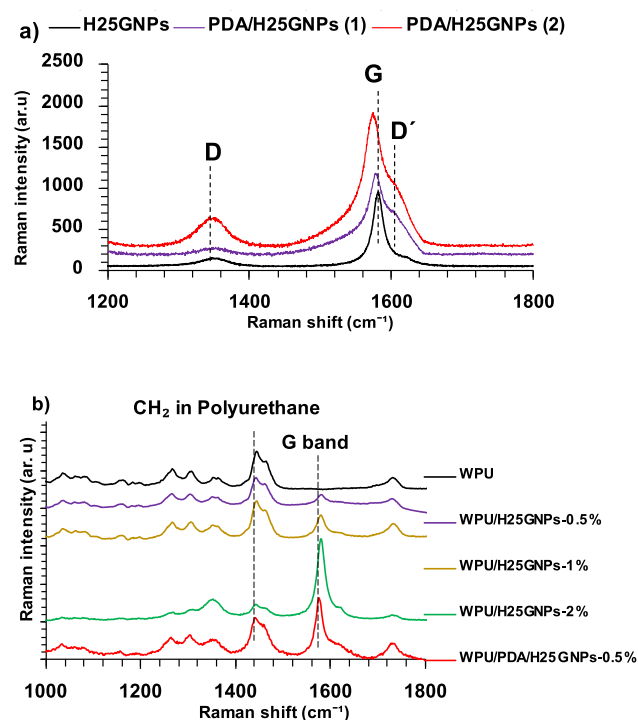 a)
H25GNPs PDA/H25GNPs (1) PDA/H25GNPs (2)
G
D
D´
Raman intensity (ar.u)
2500
2000
1500
1000
500
0
1200 1400 1600 1800
Raman shift (cm⁻¹)
b)
CH₂ in Polyurethane
G band
Raman intensity (ar. u)
WPU
WPU/H25GNPs-0.5%
WPU/H25GNPs-1%
WPU/H25GNPs-2%
WPU/PDA/H25GNPs-0.5%
1000 1200 1400 1600 1800
Raman shift (cm⁻¹)